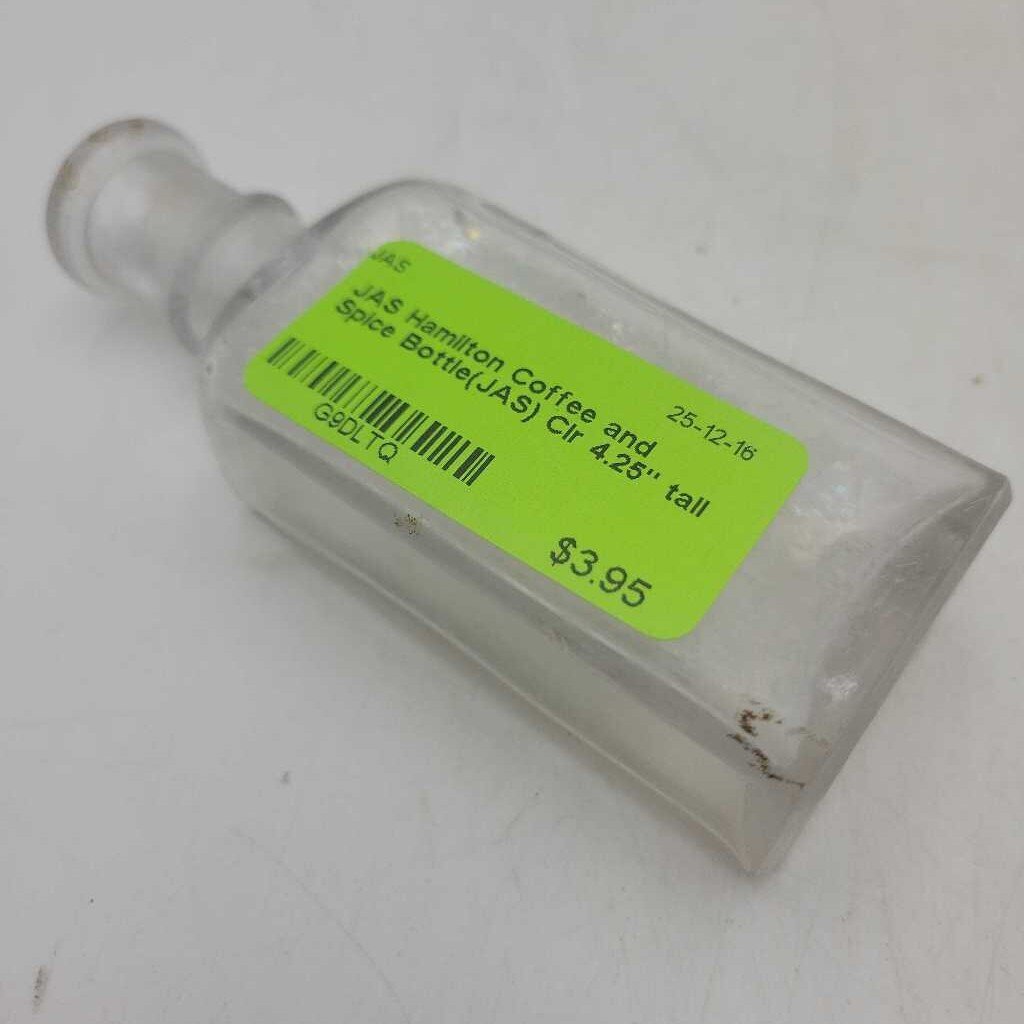 JAS
JAS Hamilton Coffee and
Spice Bottle(JAS) Clr 4.25" tall
25-12-16
G9DLTQ
$3.95